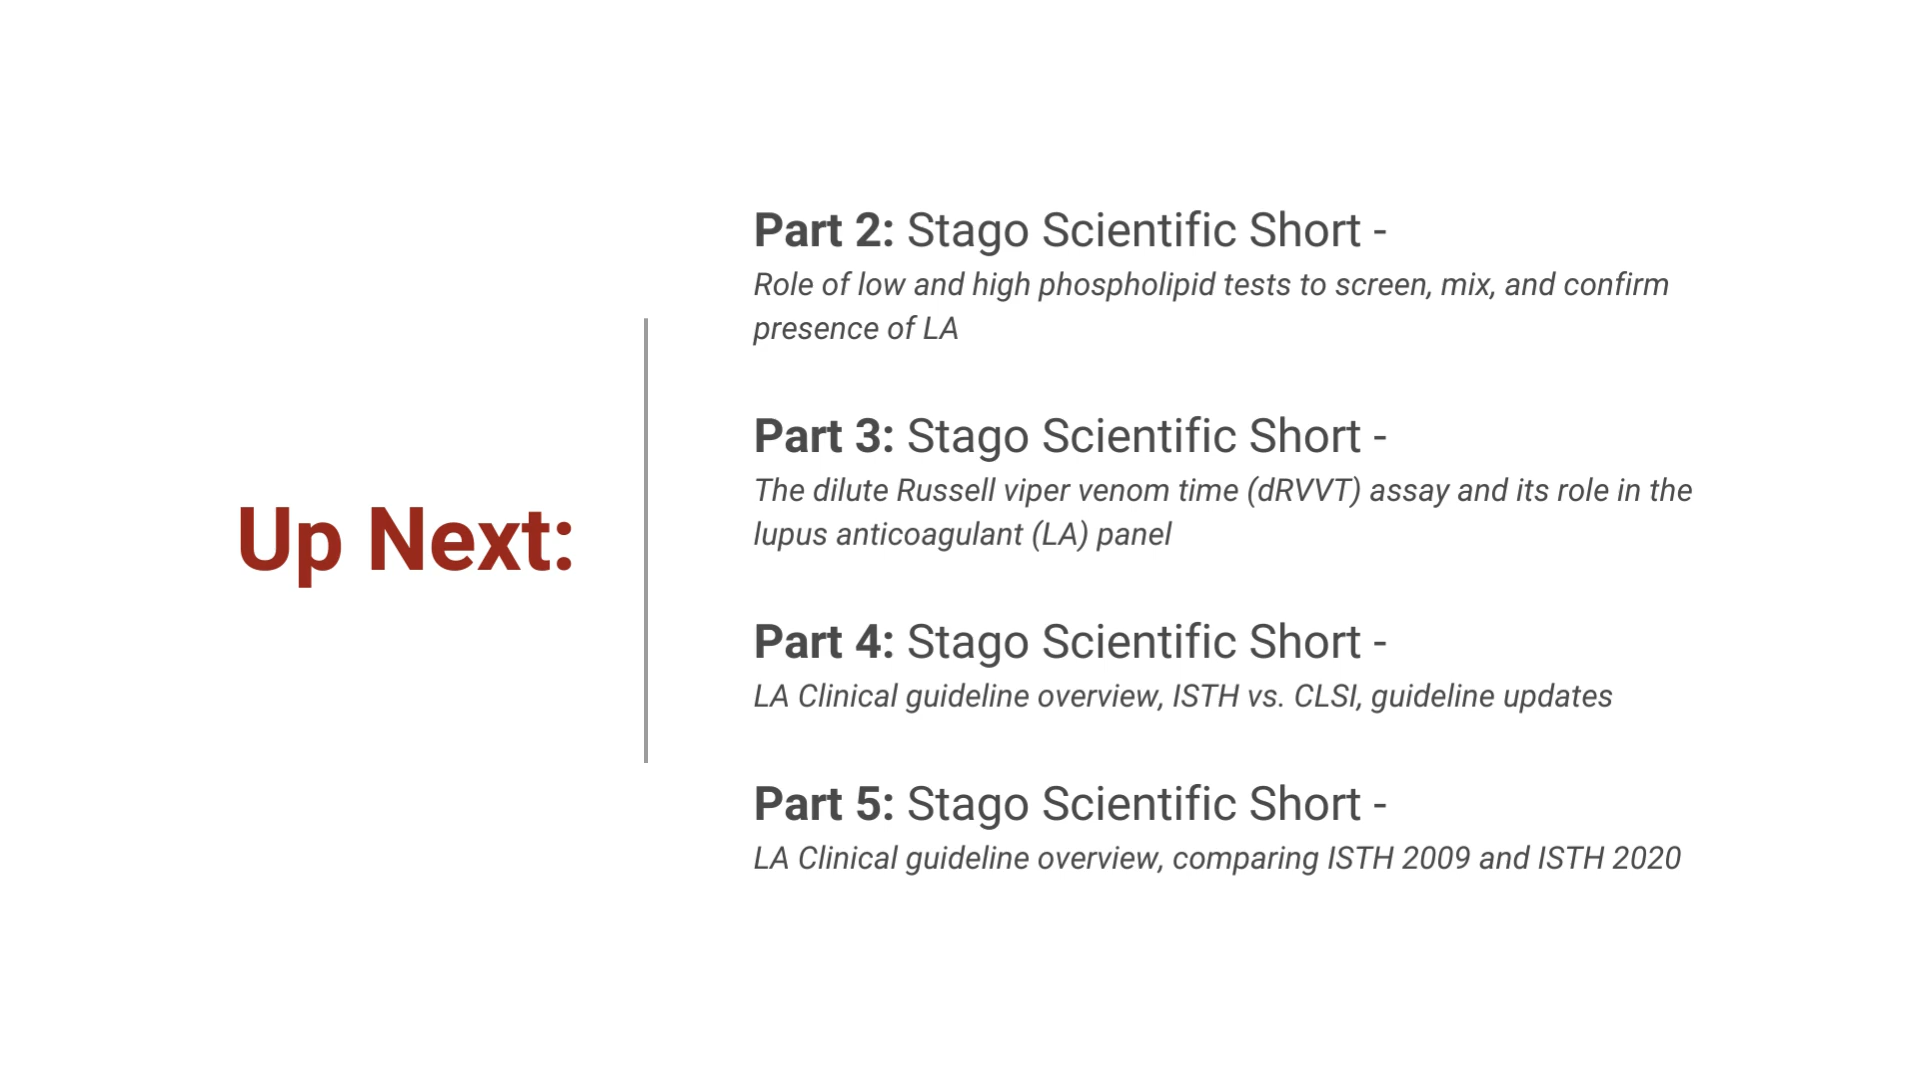 Up Next:
Part 2: Stago Scientific Short -
Role of low and high phospholipid tests to screen, mix, and confirm
presence of LA
Part 3: Stago Scientific Short -
The dilute Russell viper venom time (dRVVT) assay and its role in the
lupus anticoagulant (LA) panel
Part 4: Stago Scientific Short -
LA Clinical guideline overview, ISTH vs. CLSI, guideline updates
Part 5: Stago Scientific Short -
LA Clinical guideline overview, comparing ISTH 2009 and ISTH 2020